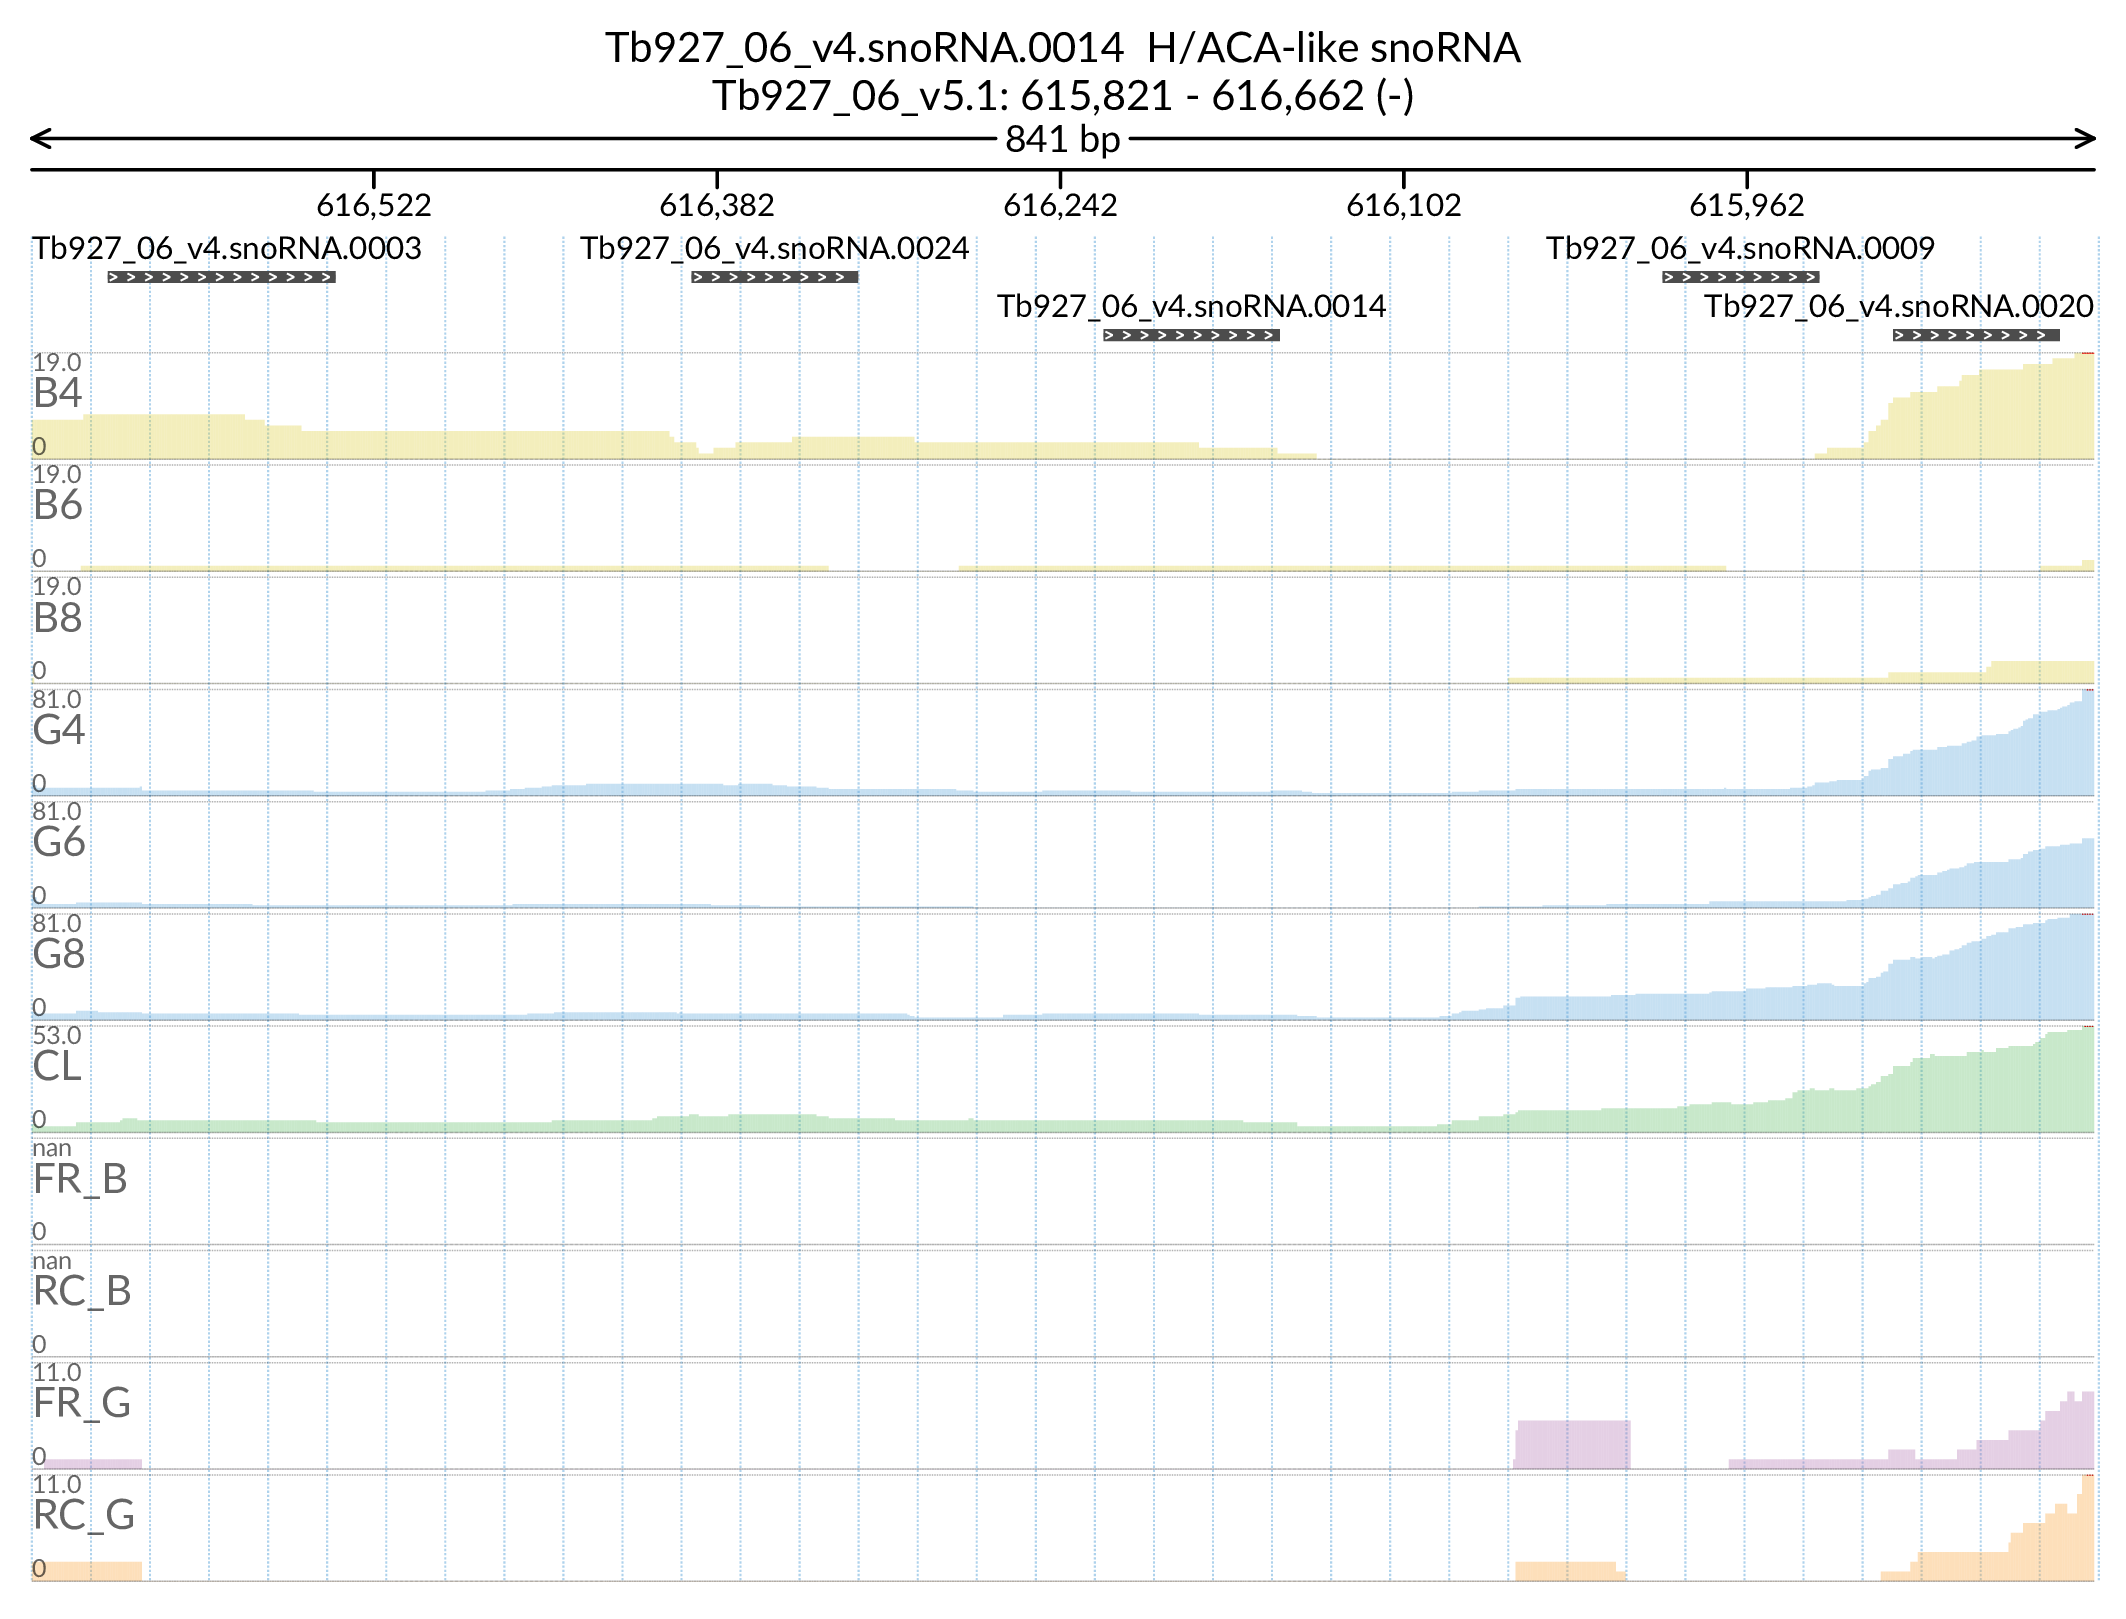 Tb927_06_v4.snoRNA.0014  H/ACA-like snoRNA
Tb927_06_v5.1: 615,821 - 616,662 (-)
841 bp
616,522 616,382 616,242 616,102 615,962
Tb927_06_v4.snoRNA.0003 Tb927_06_v4.snoRNA.0024 Tb927_06_v4.snoRNA.0009
Tb927_06_v4.snoRNA.0014 Tb927_06_v4.snoRNA.0020
19.0
B4
0
19.0
B6
0
19.0
B8
0
81.0
G4
0
81.0
G6
0
81.0
G8
0
53.0
CL
0
nan
FR_B
0
nan
RC_B
0
11.0
FR_G
0
11.0
RC_G
0